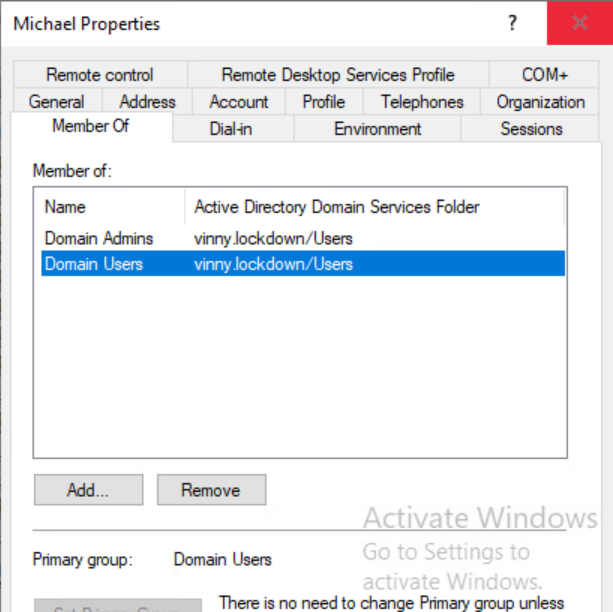 Michael Properties ?
Remote control Remote Desktop Services Profile COM+
General Address Account Profile Telephones Organization
Member Of Dial-in Environment Sessions
Member of:
Name Active Directory Domain Services Folder
Domain Admins vinny.lockdown/Users
Domain Users vinny.lockdown/Users
Add... Remove
Activate Windows
Go to Settings to
activate Windows.
Primary group: Domain Users
There is no need to change Primary group unless